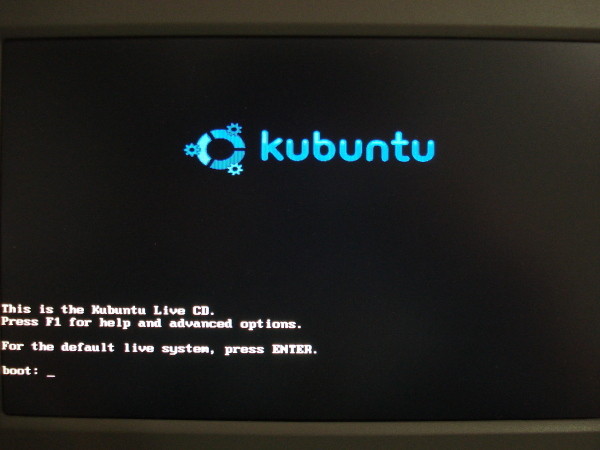 kubuntu
This is the Kubuntu Live CD.
Press F1 for help and advanced options.
For the default live system, press ENTER.
boot: _